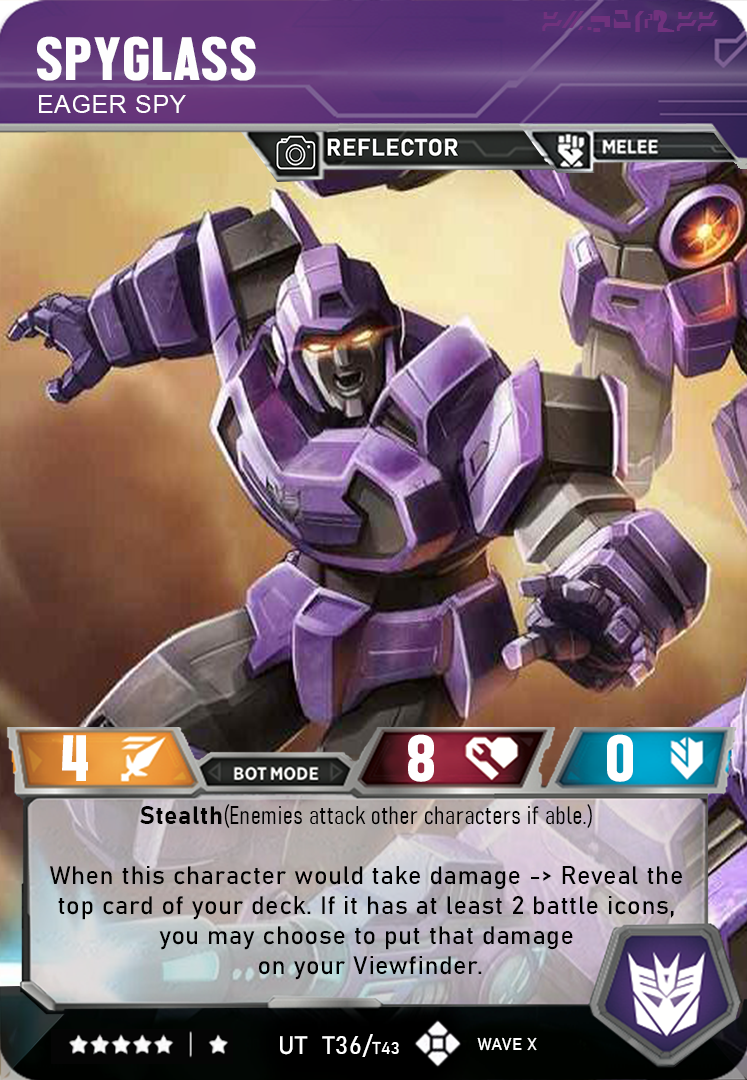 SPYGLASS
EAGER SPY
REFLECTOR MELEE
4 BOT MODE 8 0
Stealth(Enemies attack other characters if able.)
When this character would take damage -> Reveal the
top card of your deck. If it has at least 2 battle icons,
you may choose to put that damage
on your Viewfinder.
★★★★★ | ★ UT T36/T43 WAVE X